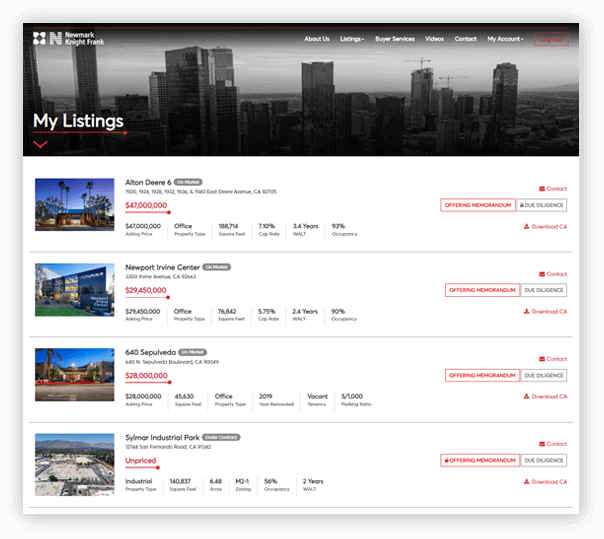 Newmark
Knight Frank
About Us Listings Buyer Services Videos Contact My Account
My Listings
Alton Deere 6 On Market
1920, 1924, 1928, 1932, 1936, & 1940 East Deere Avenue, CA 92705
$47,000,000
Contact
OFFERING MEMORANDUM DUE DILIGENCE
Download CA
$47,000,000 Office 188,714 7.10% 3.4 Years 93%
Asking Price Property Type Square Feet Cap Rate WALT Occupancy
Newport Irvine Center On Market
3300 Irvine Avenue, CA 92663
$29,450,000
Contact
OFFERING MEMORANDUM DUE DILIGENCE
Download CA
$29,450,000 Office 76,842 5.75% 2.4 Years 90%
Asking Price Property Type Square Feet Cap Rate WALT Occupancy
Newport
Irvine
Center
640 Sepulveda On Market
640 N. Sepulveda Boulevard, CA 90049
$28,000,000
Contact
OFFERING MEMORANDUM DUE DILIGENCE
Download CA
$28,000,000 45,630 Office 2019 Vacant 5/1,000
Asking Price Square Feet Property Type Year Renovated Tenancy Parking Ratio
Sylmar Industrial Park Under Contract
12744 San Fernando Road, CA 91342
Unpriced
Contact
OFFERING MEMORANDUM DUE DILIGENCE
Download CA
Industrial 140,837 6.48 M2-1 56% 2 Years
Property Type Square Feet Acres Zoning Occupancy WALT